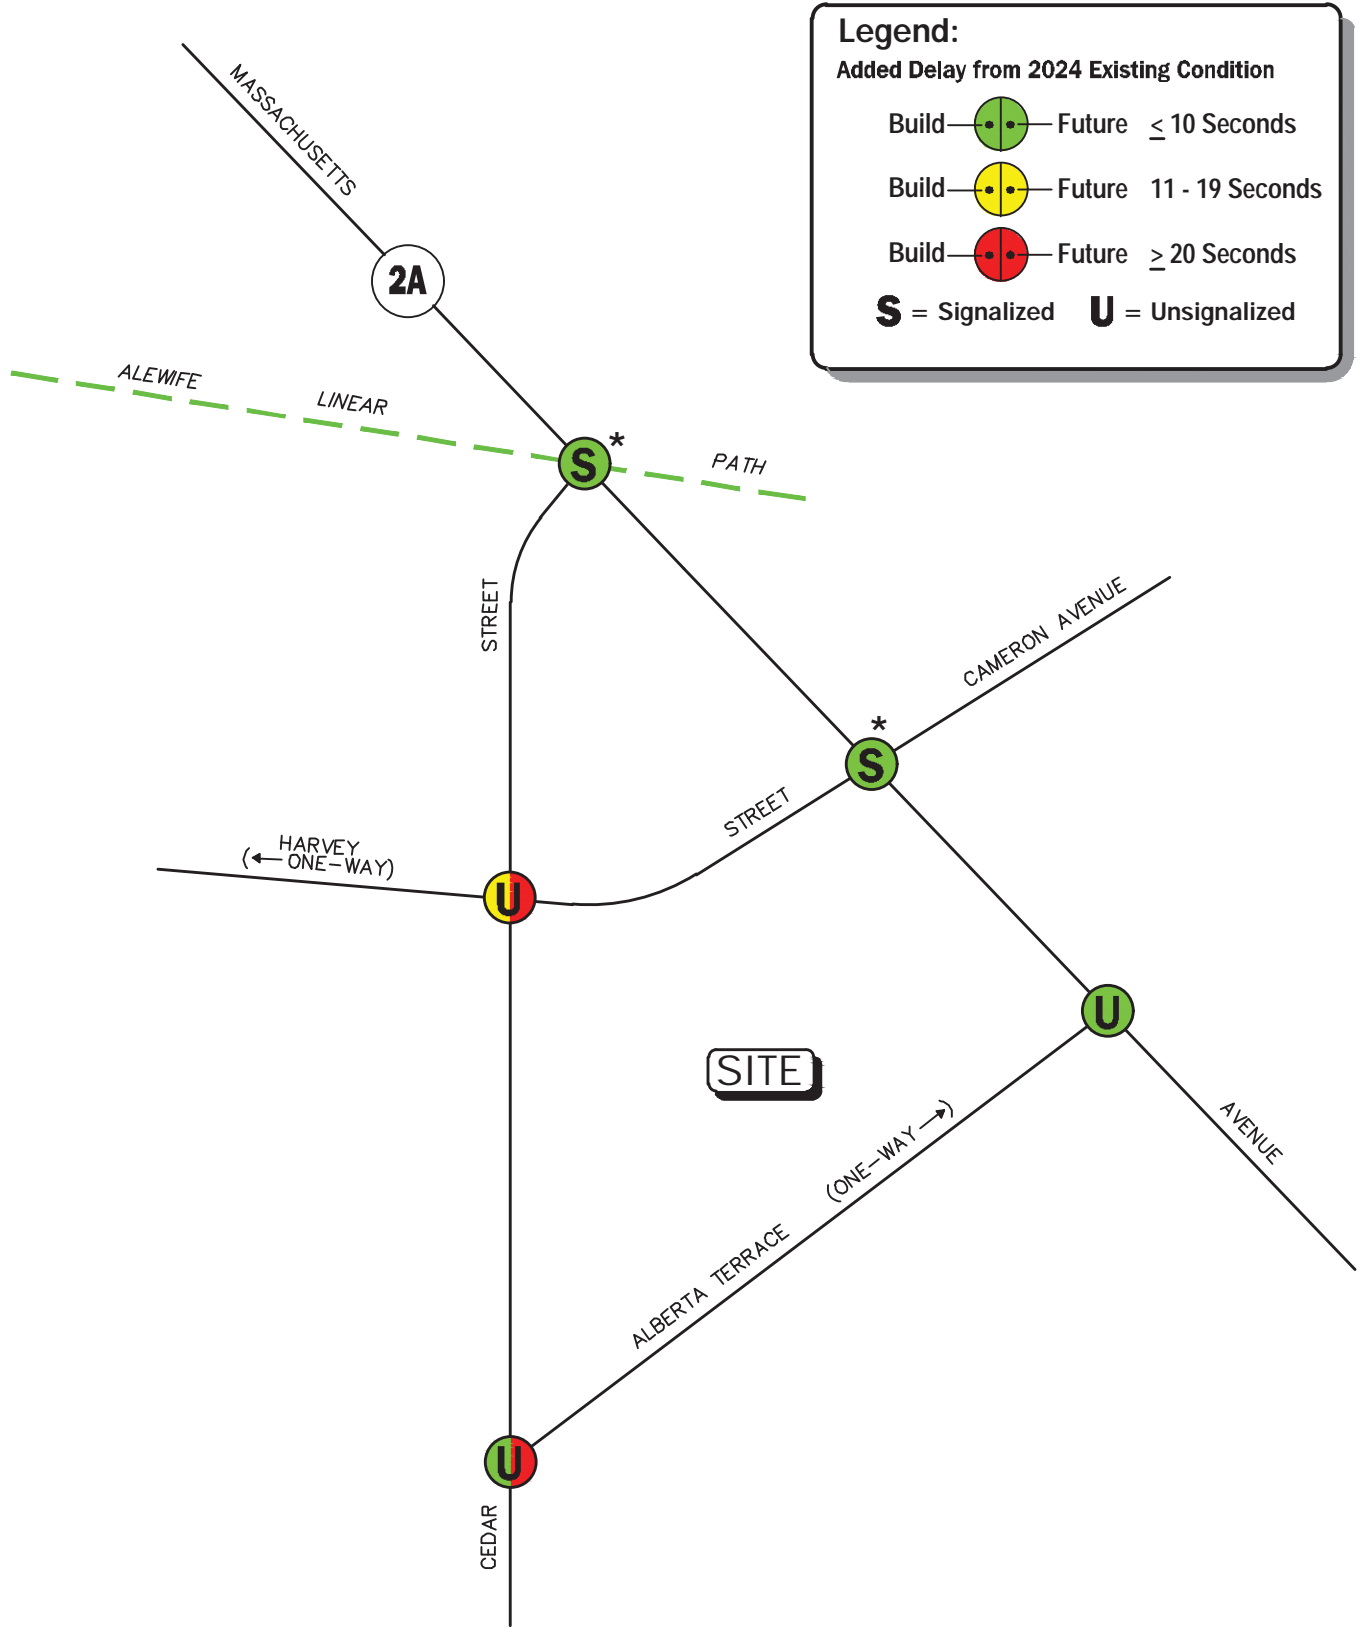 Legend:
Added Delay from 2024 Existing Condition
Build Future ≤ 10 Seconds
Build Future 11 - 19 Seconds
Build Future ≥ 20 Seconds
S = Signalized U = Unsignalized
MASSACHUSETTS
2A
ALEWIFE LINEAR PATH
S *
STREET
CAMERON AVENUE
S *
STREET
HARVEY
(← ONE-WAY)
U
U
SITE
(ONE-WAY →)
AVENUE
ALBERTA TERRACE
U
CEDAR